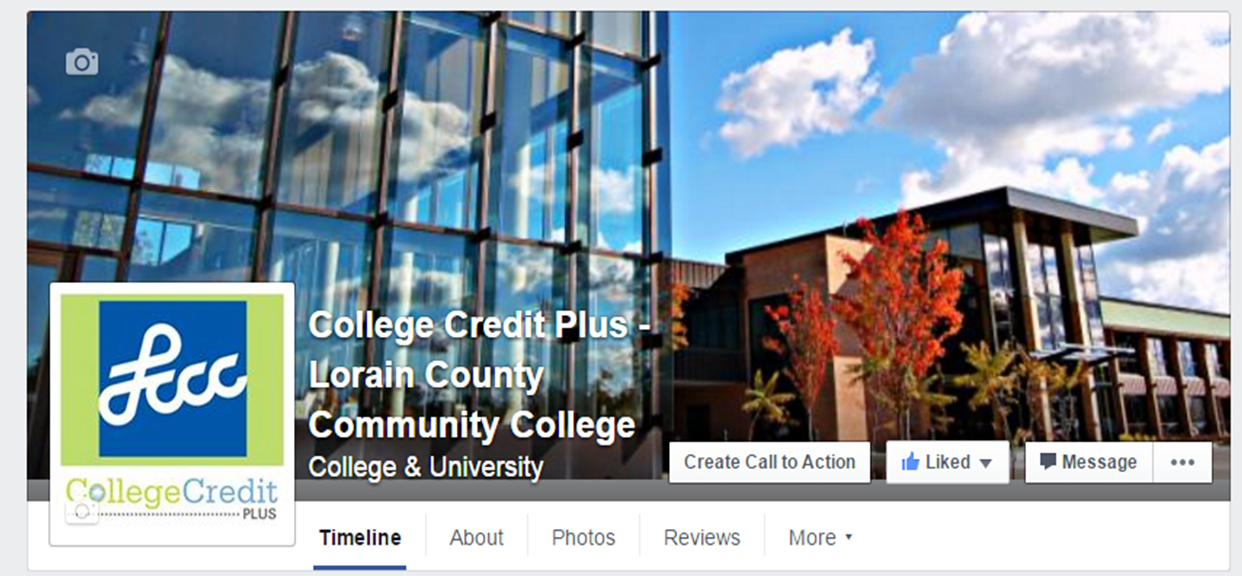 College Credit Plus -
Lorain County
Community College
College & University
lccc
CollegeCredit
PLUS
Create Call to Action
Liked
Message
Timeline
About
Photos
Reviews
More